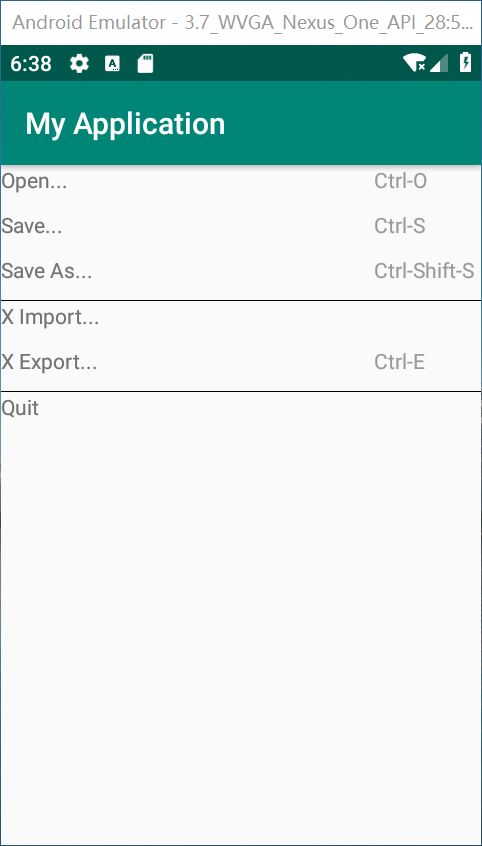 Android Emulator - 3.7_WVGA_Nexus_One_API_28:5...
6:38
My Application
Open... Ctrl-O
Save... Ctrl-S
Save As... Ctrl-Shift-S
X Import...
X Export... Ctrl-E
Quit